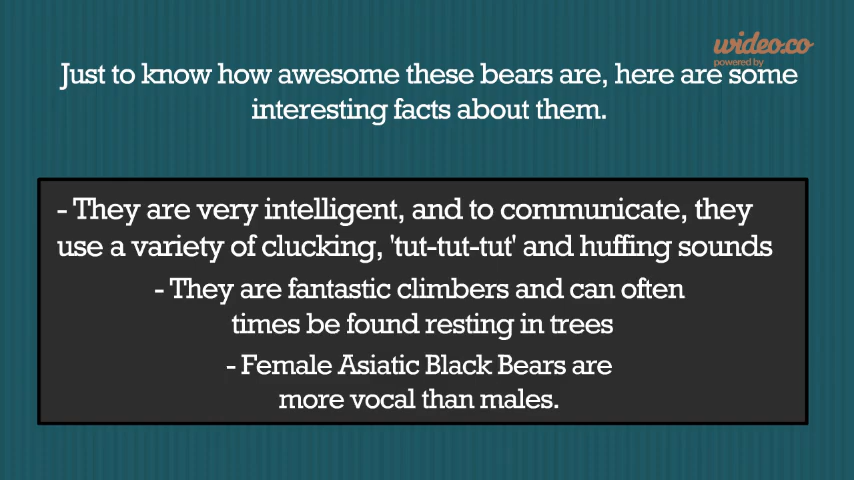 wideo.co
powered by
Just to know how awesome these bears are, here are some
interesting facts about them.
- They are very intelligent, and to communicate, they
use a variety of clucking, 'tut-tut-tut' and huffing sounds
- They are fantastic climbers and can often
times be found resting in trees
- Female Asiatic Black Bears are
more vocal than males.